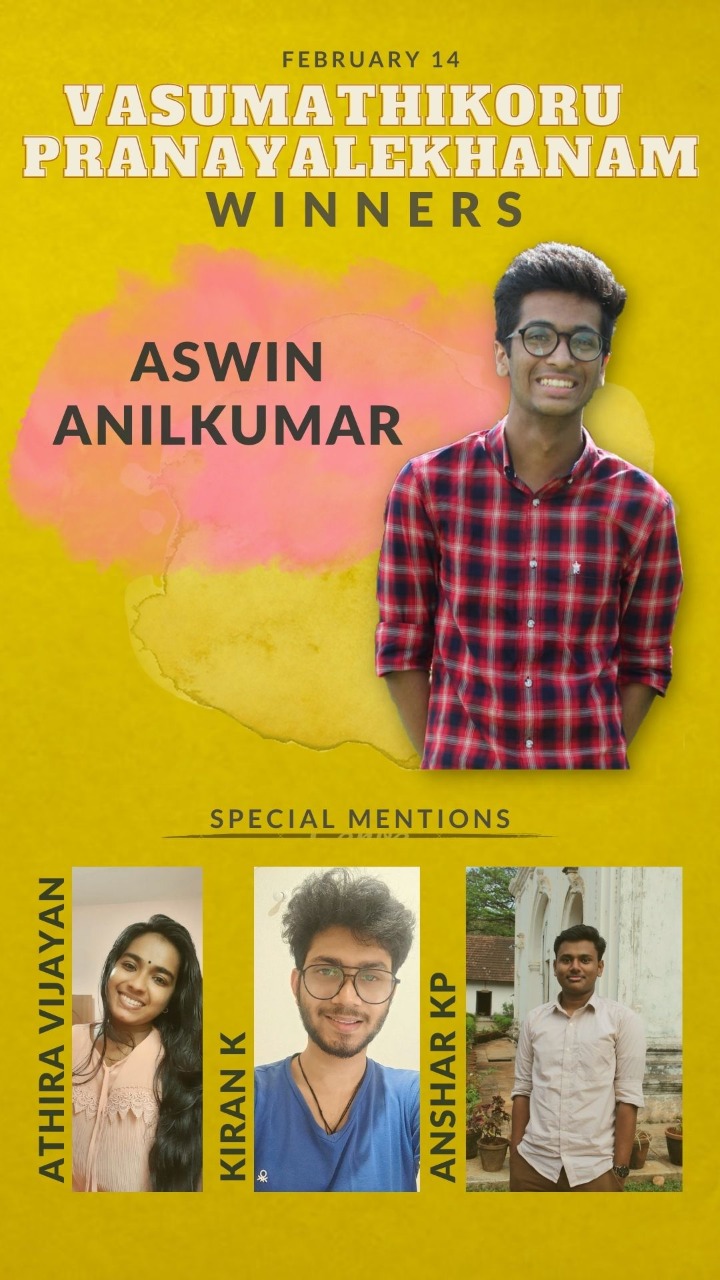 FEBRUARY 14
VASUMATHIKORU
PRANAYALEKHANAM
WINNERS
ASWIN
ANILKUMAR
SPECIAL MENTIONS
ATHIRA VIJAYAN
KIRAN K
ANSHAR KP